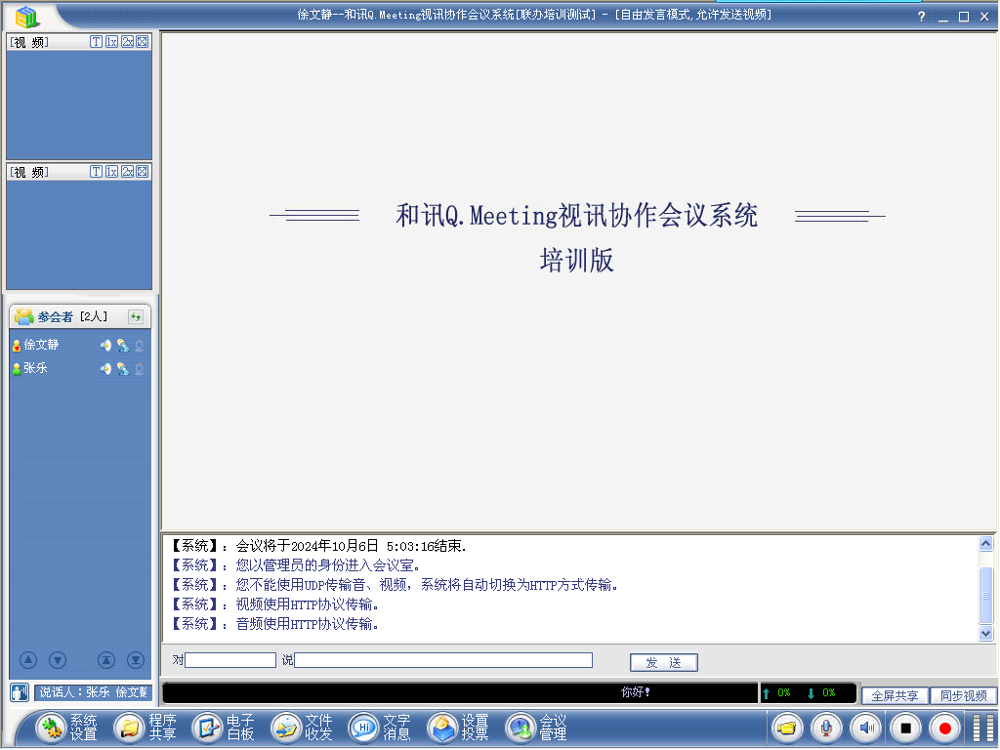 徐文静--和讯Q.Meeting视讯协作会议系统[联办培训测试] - [自由发言模式,允许发送视频]
[视 频] T 1x 2x
[视 频] T 1x 2x
和讯Q.Meeting视讯协作会议系统
培训版
参会者 [2人]
徐文静
张乐
【系统】：会议将于2024年10月6日 5:03:16结束.
【系统】：您以管理员的身份进入会议室。
【系统】：您不能使用UDP传输音、视频，系统将自动切换为HTTP方式传输。
【系统】：视频使用HTTP协议传输。
【系统】：音频使用HTTP协议传输。
对 说 发 送
说话人：张乐 徐文静
你好！
0% 0%
全屏共享 同步视频
系统设置
程序共享
电子白板
文件收发
Hi 文字消息
设置投票
会议管理